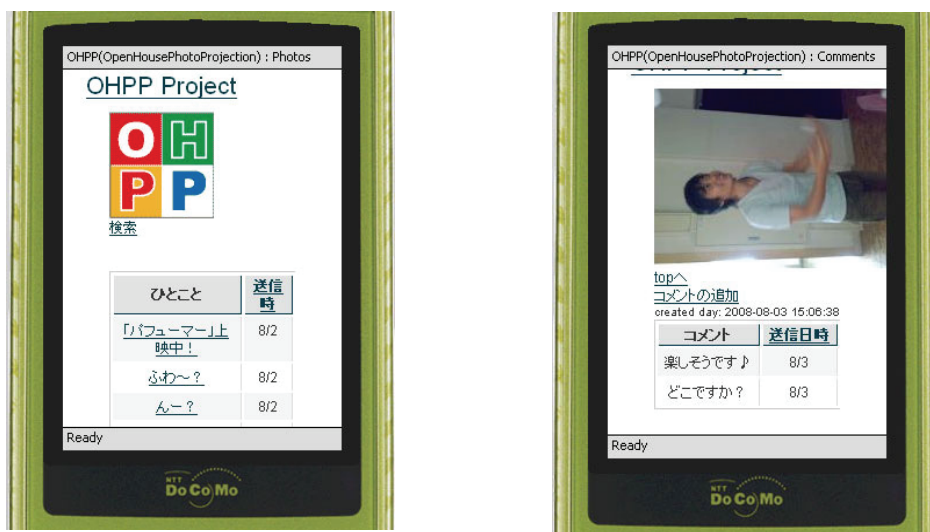 OHPP(OpenHousePhotoProjection) : Photos
OHPP Project
OH
PP
検索
ひとこと 送信
時
「パフューマー」上
映中！ 8/2
ふわ～？ 8/2
んー？ 8/2
Ready
NTT
DoCoMo
OHPP(OpenHousePhotoProjection) : Comments
OHPP Project
topへ
コメントの追加
created day: 2008-08-03 15:06:38
コメント 送信日時
楽しそうです♪ 8/3
どこですか？ 8/3
Ready
NTT
DoCoMo